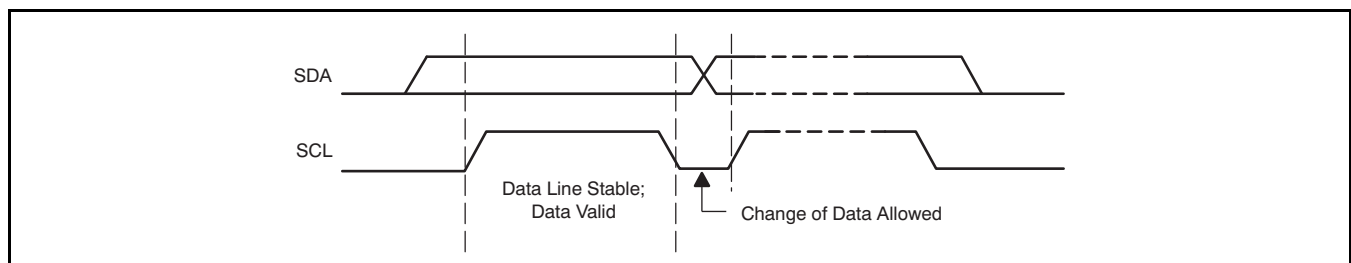 SDA
SCL
Data Line Stable;
Data Valid
Change of Data Allowed